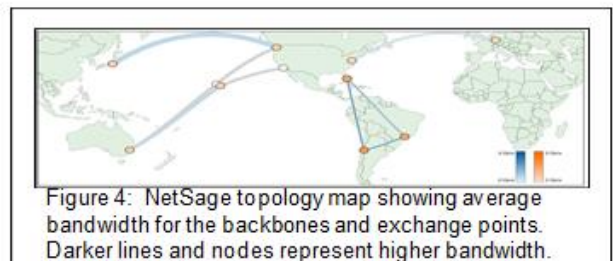 Figure 4: NetSage topology map showing average
bandwidth for the backbones and exchange points.
Darker lines and nodes represent higher bandwidth.